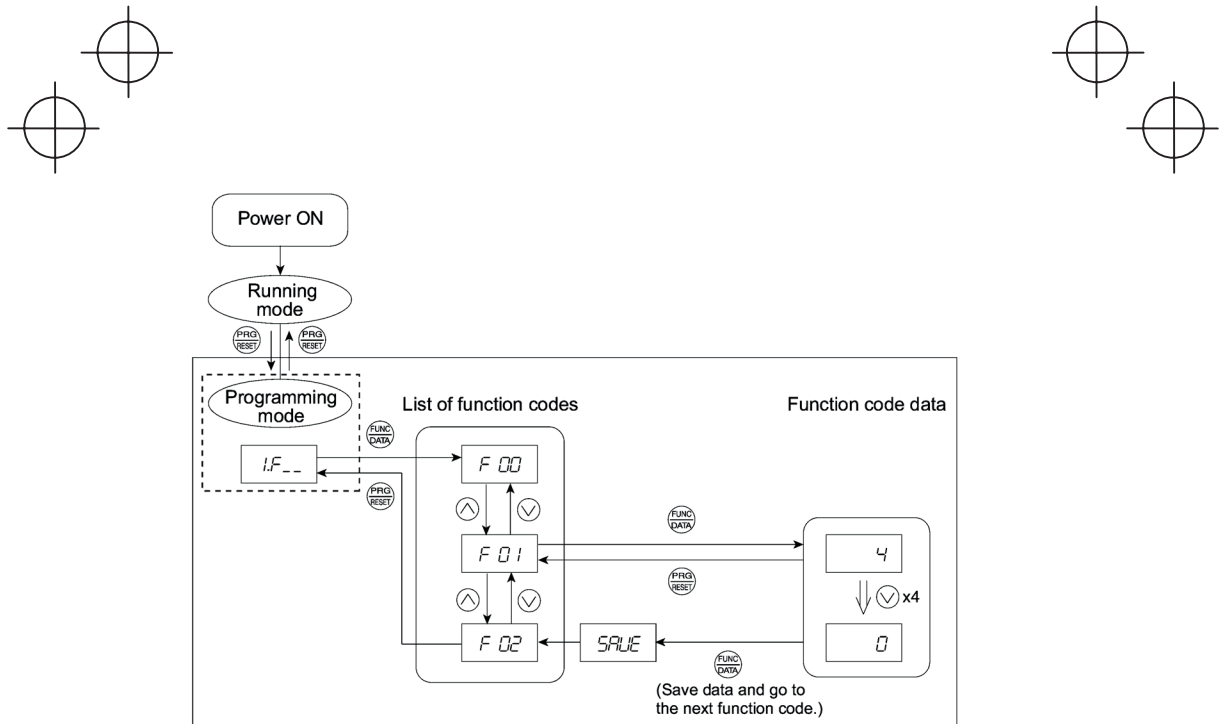 Power ON
Running
mode
PRG
RESET
PRG
RESET
Programming
mode
List of function codes
Function code data
FUNC
DATA
1.F__
F 00
PRG
RESET
FUNC
DATA
F 01
4
PRG
RESET
x4
F 02
SAVE
0
FUNC
DATA
(Save data and go to
the next function code.)